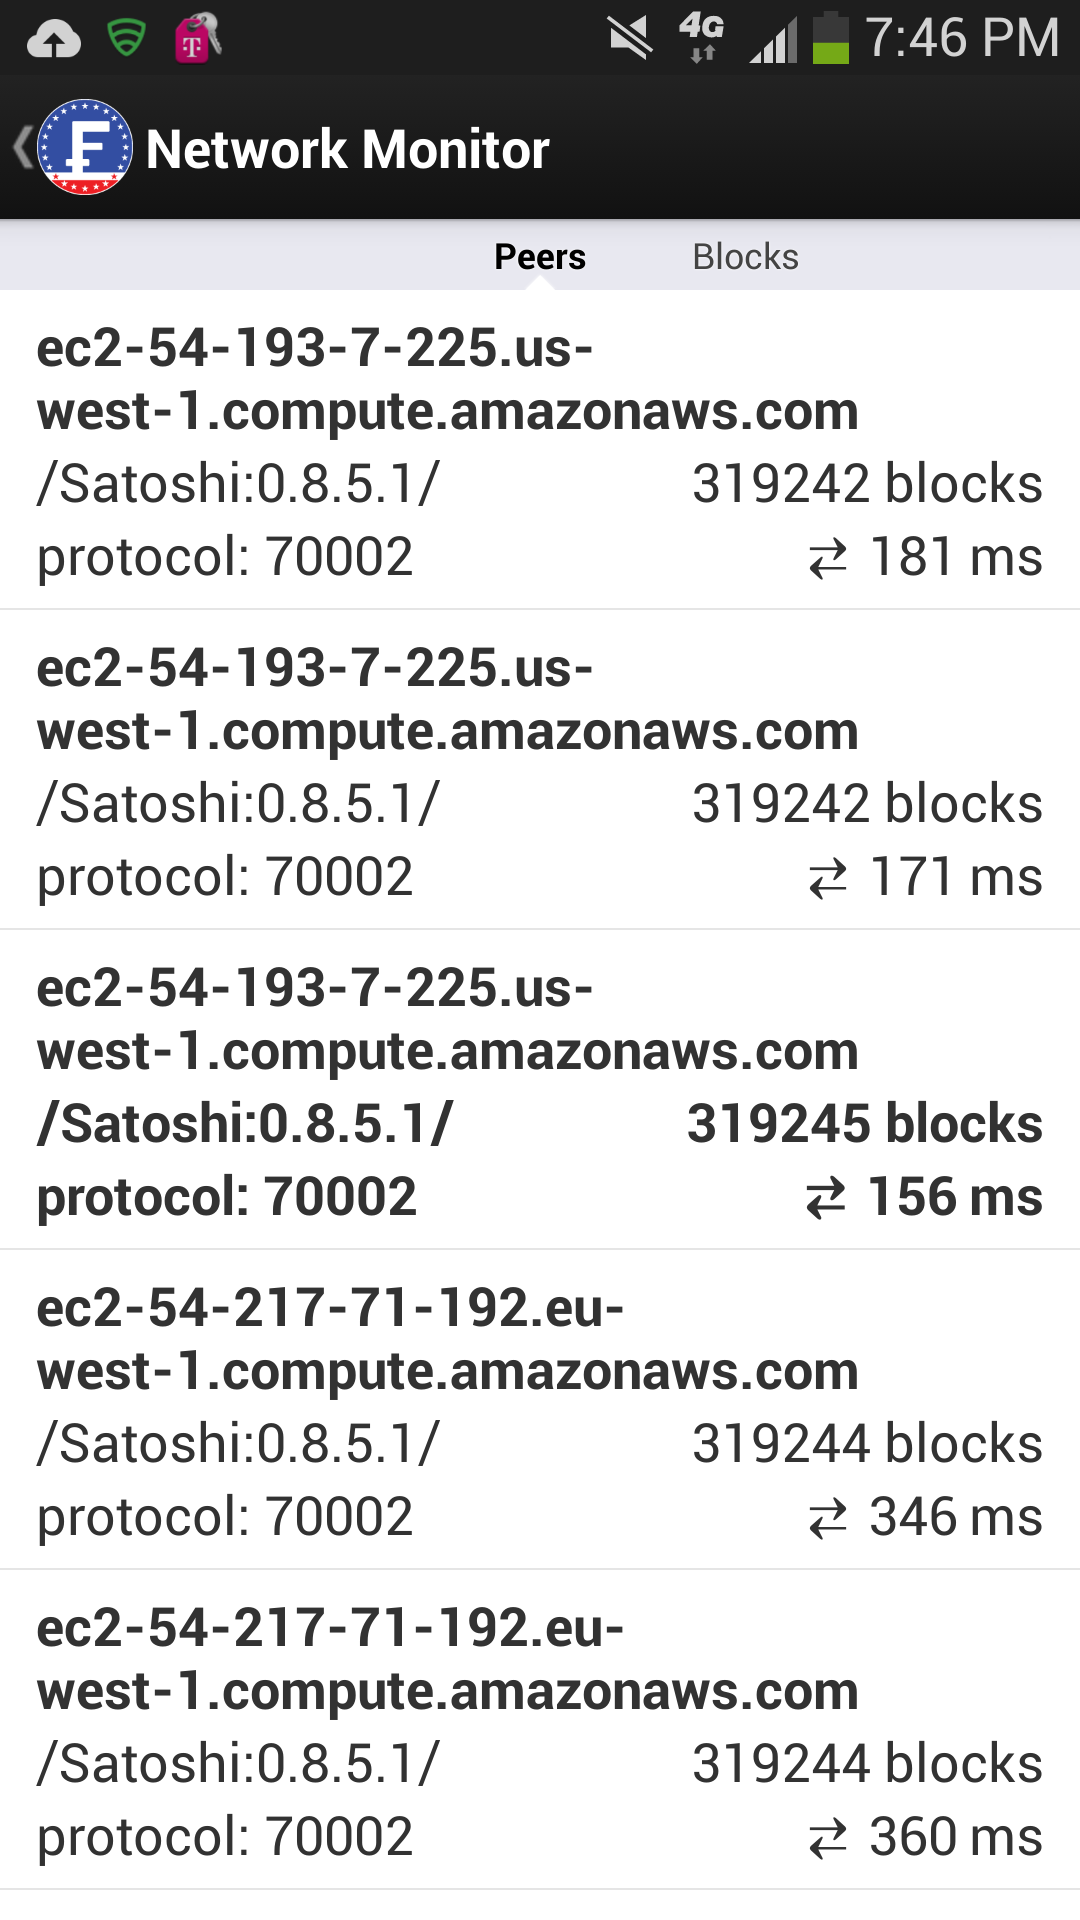 4G 7:46 PM
Network Monitor
Peers Blocks
ec2-54-193-7-225.us-
west-1.compute.amazonaws.com
/Satoshi:0.8.5.1/ 319242 blocks
protocol: 70002 ⇄ 181 ms
ec2-54-193-7-225.us-
west-1.compute.amazonaws.com
/Satoshi:0.8.5.1/ 319242 blocks
protocol: 70002 ⇄ 171 ms
ec2-54-193-7-225.us-
west-1.compute.amazonaws.com
/Satoshi:0.8.5.1/ 319245 blocks
protocol: 70002 ⇄ 156 ms
ec2-54-217-71-192.eu-
west-1.compute.amazonaws.com
/Satoshi:0.8.5.1/ 319244 blocks
protocol: 70002 ⇄ 346 ms
ec2-54-217-71-192.eu-
west-1.compute.amazonaws.com
/Satoshi:0.8.5.1/ 319244 blocks
protocol: 70002 ⇄ 360 ms